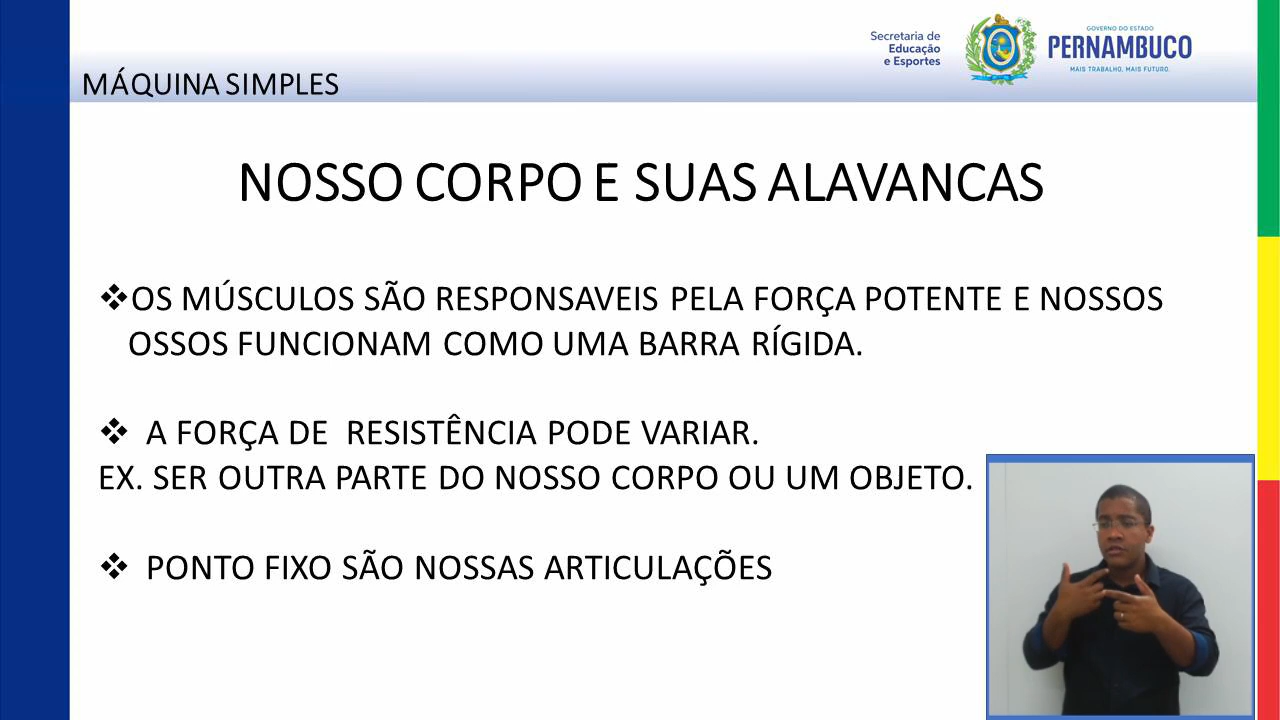 Secretaria de
Educação
e Esportes
GOVERNO DO ESTADO
PERNAMBUCO
MAIS TRABALHO, MAIS FUTURO.
MÁQUINA SIMPLES
NOSSO CORPO E SUAS ALAVANCAS
❖OS MÚSCULOS SÃO RESPONSAVEIS PELA FORÇA POTENTE E NOSSOS
OSSOS FUNCIONAM COMO UMA BARRA RÍGIDA.
❖ A FORÇA DE RESISTÊNCIA PODE VARIAR.
EX. SER OUTRA PARTE DO NOSSO CORPO OU UM OBJETO.
❖ PONTO FIXO SÃO NOSSAS ARTICULAÇÕES